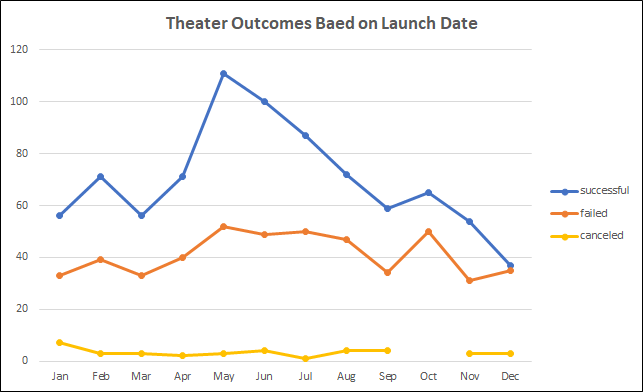 Theater Outcomes Baed on Launch Date
120
100
80
60
40
20
0
Jan Feb Mar Apr May Jun Jul Aug Sep Oct Nov Dec
successful
failed
canceled